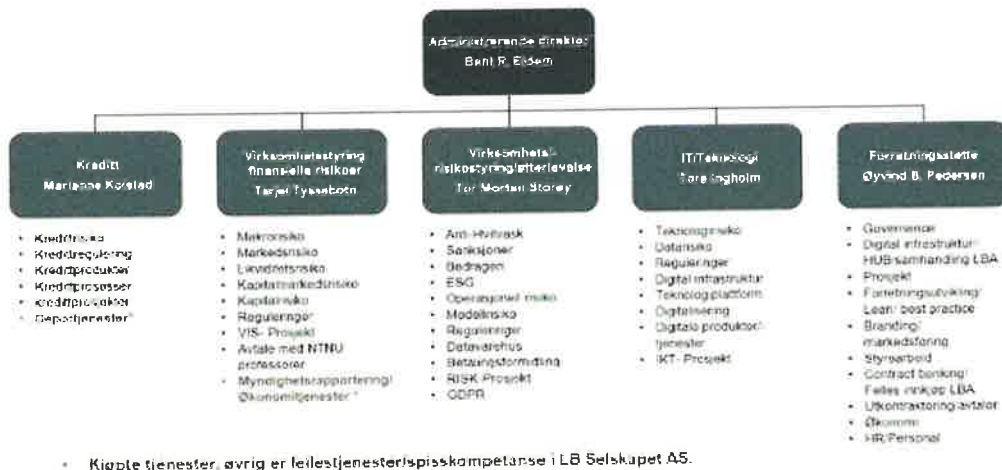 Administrerende direktør
Bent R. Eidem
Kreditt
Marianne Kolstad
• Kredittrisiko
• Kredittregulering
• Kredittprodukter
• Kredittprosesser
• Kredittprosjekter
• Depottjenester*
Virksomhetsstyring
finansielle risikoer
Terjei Tyssebotn
• Makrorisiko
• Markedsrisiko
• Likviditetsrisiko
• Kapitalmarkedsrisiko
• Kapitalrisiko
• Reguleringer
• VIS- Prosjekt
• Avtale med NTNU
professorer
• Myndighetsrapportering/
Økonomitjenester *
Virksomhets/-
risikostyring/etterlevelse
Tor Morten Storøy
• Anti-Hvitvask
• Sanksjoner
• Bedrageri
• ESG
• Operasjonell risiko
• Modellrisiko
• Reguleringer
• Datavarehus
• Betalingsformidling
• RISK-Prosjekt
• GDPR
IT/Teknologi
Tore Ingholm
• Teknologirisiko
• Datarisiko
• Reguleringer
• Digital infrastruktur
• Teknologiplattform
• Digitalisering
• Digitale produkter/
tjenester
• IKT- Prosjekt
Forretningsstøtte
Øyvind B. Pedersen
• Governance
• Digital infrastruktur/
HUB/samhandling LBA
• Prosjekt
• Forretningsutvikling/
Lean/ best practice
• Branding/
markedsføring
• Styrearbeid
• Contract banking/
Felles innkjøp LBA
• Utkontraktering/avtaler
• Økonomi
• HR/Personal
• Kjøpte tjenester, øvrig er fellestjenester/spisskompetanse i LB Selskapet AS.